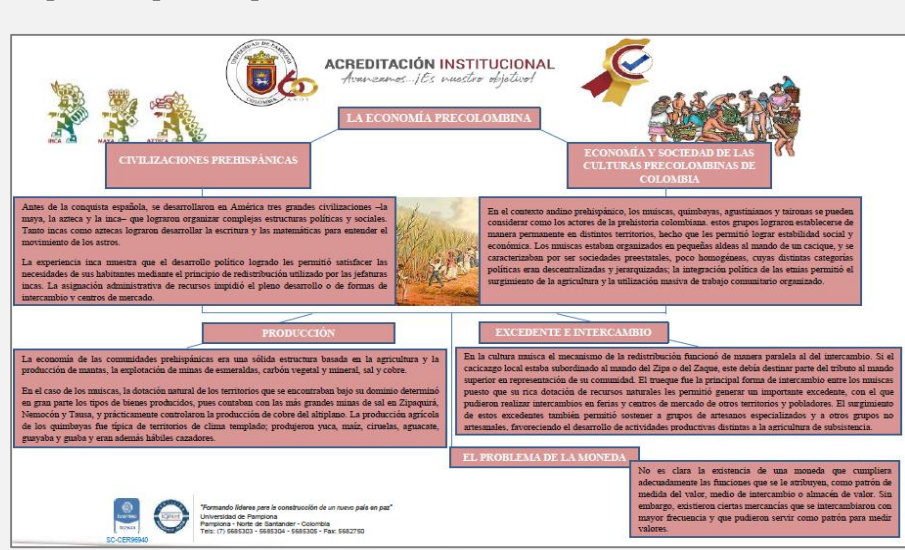 UNIVERSIDAD DE PAMPLONA
COLOMBIA
60
AÑOS
ACREDITACIÓN INSTITUCIONAL
Avanzamos...¡Es nuestro objetivo!
INCA
MAYA
AZTECA
LA ECONOMÍA PRECOLOMBINA
CIVILIZACIONES PREHISPÁNICAS
ECONOMÍA Y SOCIEDAD DE LAS
CULTURAS PRECOLOMBINAS DE
COLOMBIA
Antes de la conquista española, se desarrollaron en América tres grandes civilizaciones –la
maya, la azteca y la inca– que lograron organizar complejas estructuras políticas y sociales.
Tanto incas como aztecas lograron desarrollar la escritura y las matemáticas para entender el
movimiento de los astros.
La experiencia inca muestra que el desarrollo político logrado les permitió satisfacer las
necesidades de sus habitantes mediante el principio de redistribución utilizado por las jefaturas
incas. La asignación administrativa de recursos impidió el pleno desarrollo o de formas de
intercambio y centros de mercado.
En el contexto andino prehispánico, los muiscas, quimbayas, agustinianos y taironas se pueden
considerar como los actores de la prehistoria colombiana. estos grupos lograron establecerse de
manera permanente en distintos territorios, hecho que les permitió lograr estabilidad social y
económica. Los muiscas estaban organizados en pequeñas aldeas al mando de un cacique, y se
caracterizaban por ser sociedades preestatales, poco homogéneas, cuyas distintas categorías
políticas eran descentralizadas y jerarquizadas; la integración política de las etnias permitió el
surgimiento de la agricultura y la utilización masiva de trabajo comunitario organizado.
PRODUCCIÓN
EXCEDENTE E INTERCAMBIO
La economía de las comunidades prehispánicas era una sólida estructura basada en la agricultura y la
producción de mantas, la explotación de minas de esmeraldas, carbón vegetal y mineral, sal y cobre.
En el caso de los muiscas, la dotación natural de los territorios que se encontraban bajo su dominio determinó
en gran parte los tipos de bienes producidos, pues contaban con las más grandes minas de sal en Zipaquirá,
Nemocón y Tausa, y prácticamente controlaron la producción de cobre del altiplano. La producción agrícola
de los quimbayas fue típica de territorios de clima templado; produjeron yuca, maíz, ciruelas, aguacate,
guayaba y guaba y eran además hábiles cazadores.
En la cultura muisca el mecanismo de la redistribución funcionó de manera paralela al del intercambio. Si el
cacicazgo local estaba subordinado al mando del Zipa o del Zaque, este debía destinar parte del tributo al mando
superior en representación de su comunidad. El trueque fue la principal forma de intercambio entre los muiscas
puesto que su rica dotación de recursos naturales les permitió generar un importante excedente, con el que
pudieron realizar intercambios en ferias y centros de mercado de otros territorios y pobladores. El surgimiento
de estos excedentes también permitió sostener a grupos de artesanos especializados y a otros grupos no
artesanales, favoreciendo el desarrollo de actividades productivas distintas a la agricultura de subsistencia.
EL PROBLEMA DE LA MONEDA
No es clara la existencia de una moneda que cumpliera
adecuadamente las funciones que se le atribuyen, como patrón de
medida del valor, medio de intercambio o almacén de valor. Sin
embargo, existieron ciertas mercancías que se intercambiaron con
mayor frecuencia y que pudieron servir como patrón para medir
valores.
SC-CER96940
"Formando líderes para la construcción de un nuevo país en paz"
Universidad de Pamplona
Pamplona - Norte de Santander - Colombia
Tels: (7) 5685303 - 5685304 - 5685305 - Fax: 5682750